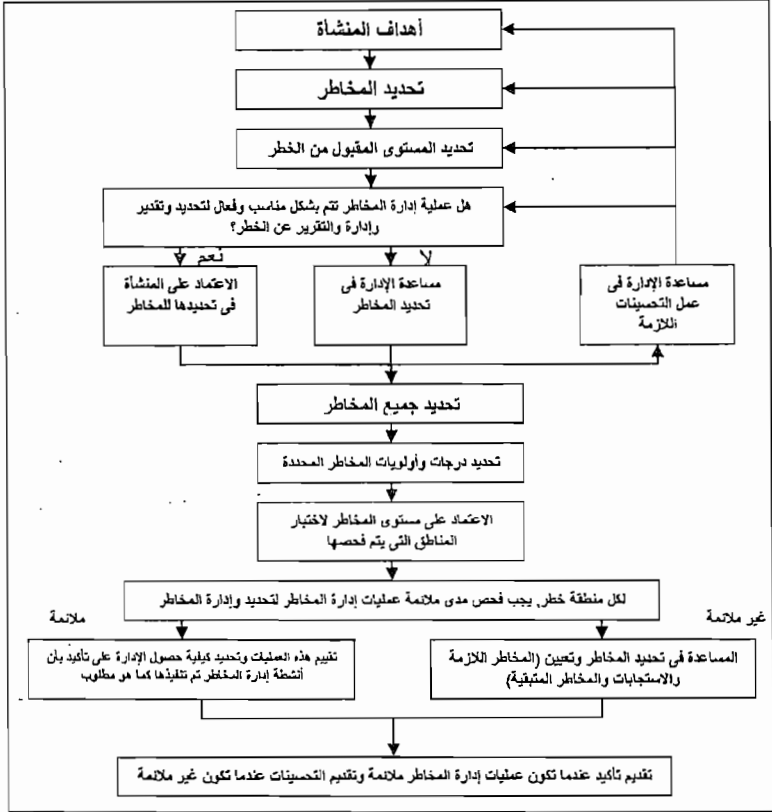 أهداف المنشأة
تحديد المخاطر
تحديد المستوى المقبول من الخطر
هل عملية إدارة المخاطر تتم بشكل مناسب وفعال لتحديد وتقدير
وإدارة والتقرير عن الخطر؟
نعم
لا
الاعتماد على المنشأة
فى تحديدها للمخاطر
مساعدة الإدارة فى
تحديد المخاطر
مساعدة الإدارة فى
عمل التحسينات
اللازمة
تحديد جميع المخاطر
تحديد درجات وأولويات المخاطر المحددة
الاعتماد على مستوى المخاطر لاختبار
المناطق التى يتم فحصها
لكل منطقة خطر، يجب فحص مدى ملائمة عمليات إدارة المخاطر لتحديد وإدارة المخاطر
غير ملائمة
ملائمة
المساعدة فى تحديد المخاطر وتعيين (المخاطر اللازمة
والاستجابات والمخاطر المتبقية)
تقييم هذه العمليات وتحديد كيفية حصول الإدارة على تأكيد بأن
أنشطة إدارة المخاطر تم تنفيذها كما هو مطلوب
تقديم تأكيد عندما تكون عمليات إدارة المخاطر ملائمة وتقديم التحسينات عندما تكون غير ملائمة